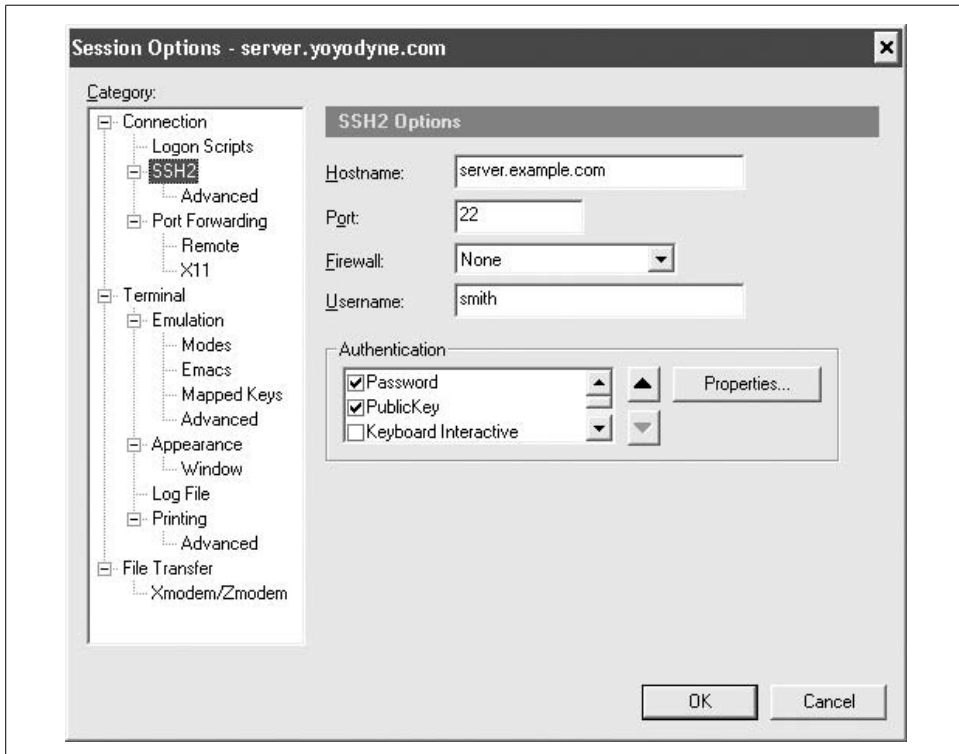 Session Options - server.yoyodyne.com
Category:
Connection
Logon Scripts
SSH2
Advanced
Port Forwarding
Remote
X11
Terminal
Emulation
Modes
Emacs
Mapped Keys
Advanced
Appearance
Window
Log File
Printing
Advanced
File Transfer
Xmodem/Zmodem
SSH2 Options
Hostname: server.example.com
Port: 22
Firewall: None
Username: smith
Authentication
Password
PublicKey
Keyboard Interactive
Properties...
OK Cancel